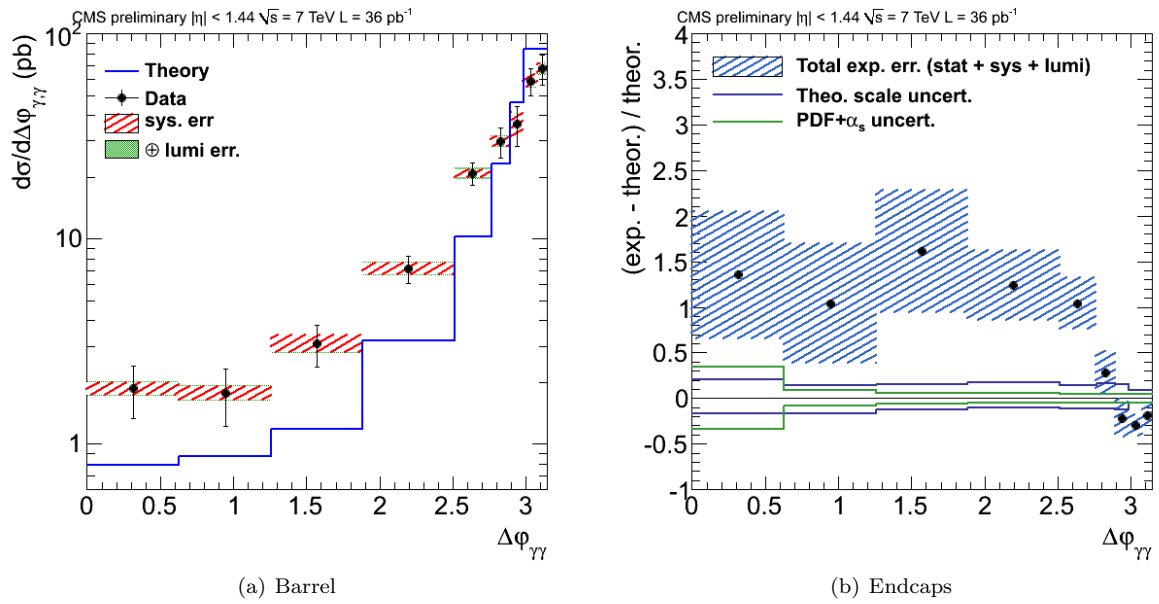 CMS preliminary |η| < 1.44 √s = 7 TeV L = 36 pb⁻¹
dσ/dΔφγ,γ (pb)
10²
10
1
Theory
Data
sys. err
⊕ lumi err.
0 0.5 1 1.5 2 2.5 3
Δφγγ
(a) Barrel
CMS preliminary |η| < 1.44 √s = 7 TeV L = 36 pb⁻¹
(exp. - theor.) / theor.
4
3.5
3
2.5
2
1.5
1
0.5
0
-0.5
-1
Total exp. err. (stat + sys + lumi)
Theo. scale uncert.
PDF+αs uncert.
0 0.5 1 1.5 2 2.5 3
Δφγγ
(b) Endcaps